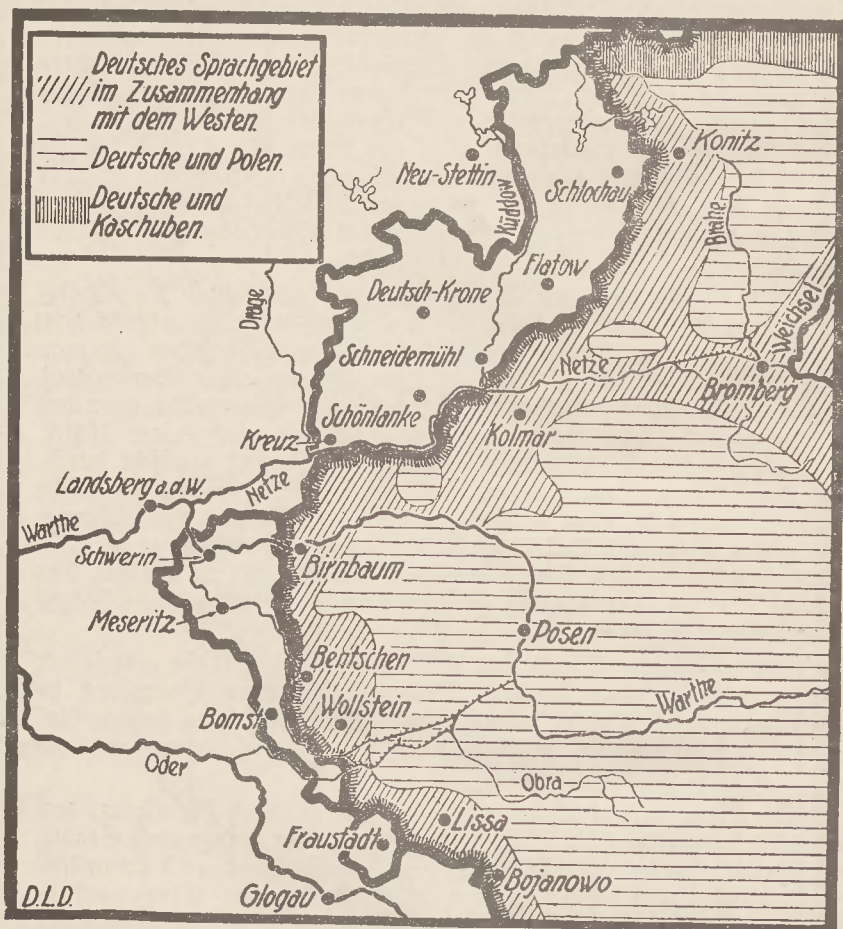 Deutsches Sprachgebiet
im Zusammenhang
mit dem Westen.
Deutsche und Polen.
Deutsche und
Kaschuben.
Neu-Stettin
Küddow
Schlochau
Konitz
Brahe
Drage
Deutsch-Krone
Flatow
Weichsel
Schneidemühl
Netze
Bromberg
Schönlanke
Kolmar
Kreuz
Netze
Landsberg a.d.W.
Warthe
Schwerin
Birnbaum
Meseritz
Posen
Bentschen
Warthe
Bomst
Wollstein
Oder
Obra
Lissa
Fraustadt
Bojanowo
Glogau
D.L.D.